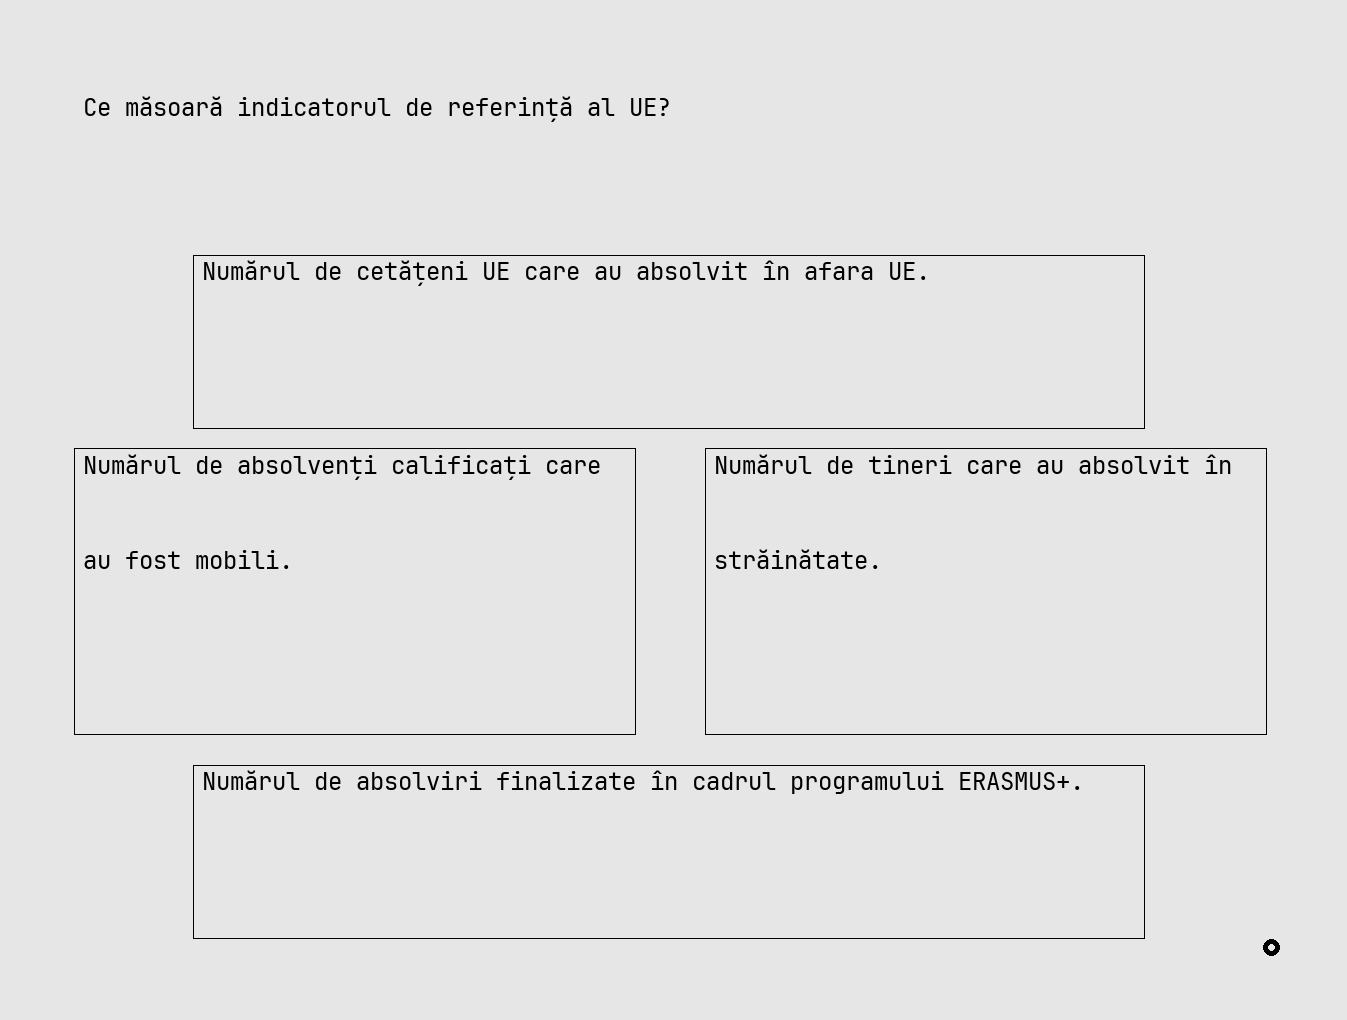 Ce măsoară indicatorul de referință al UE?
Numărul de cetățeni UE care au absolvit în afara UE.
Numărul de absolvenți calificați care
au fost mobili.
Numărul de tineri care au absolvit în
străinătate.
Numărul de absolviri finalizate în cadrul programului ERASMUS+.